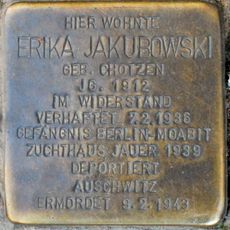 HIER WOHNTE
ERIKA JAKUBOWSKI
GEB. CHOTZEN
JG. 1912
IM WIDERSTAND
VERHAFTET 7.2.1936
GEFÄNGNIS BERLIN-MOABIT
ZUCHTHAUS JAUER 1939
DEPORTIERT
AUSCHWITZ
ERMORDET 9.2.1943